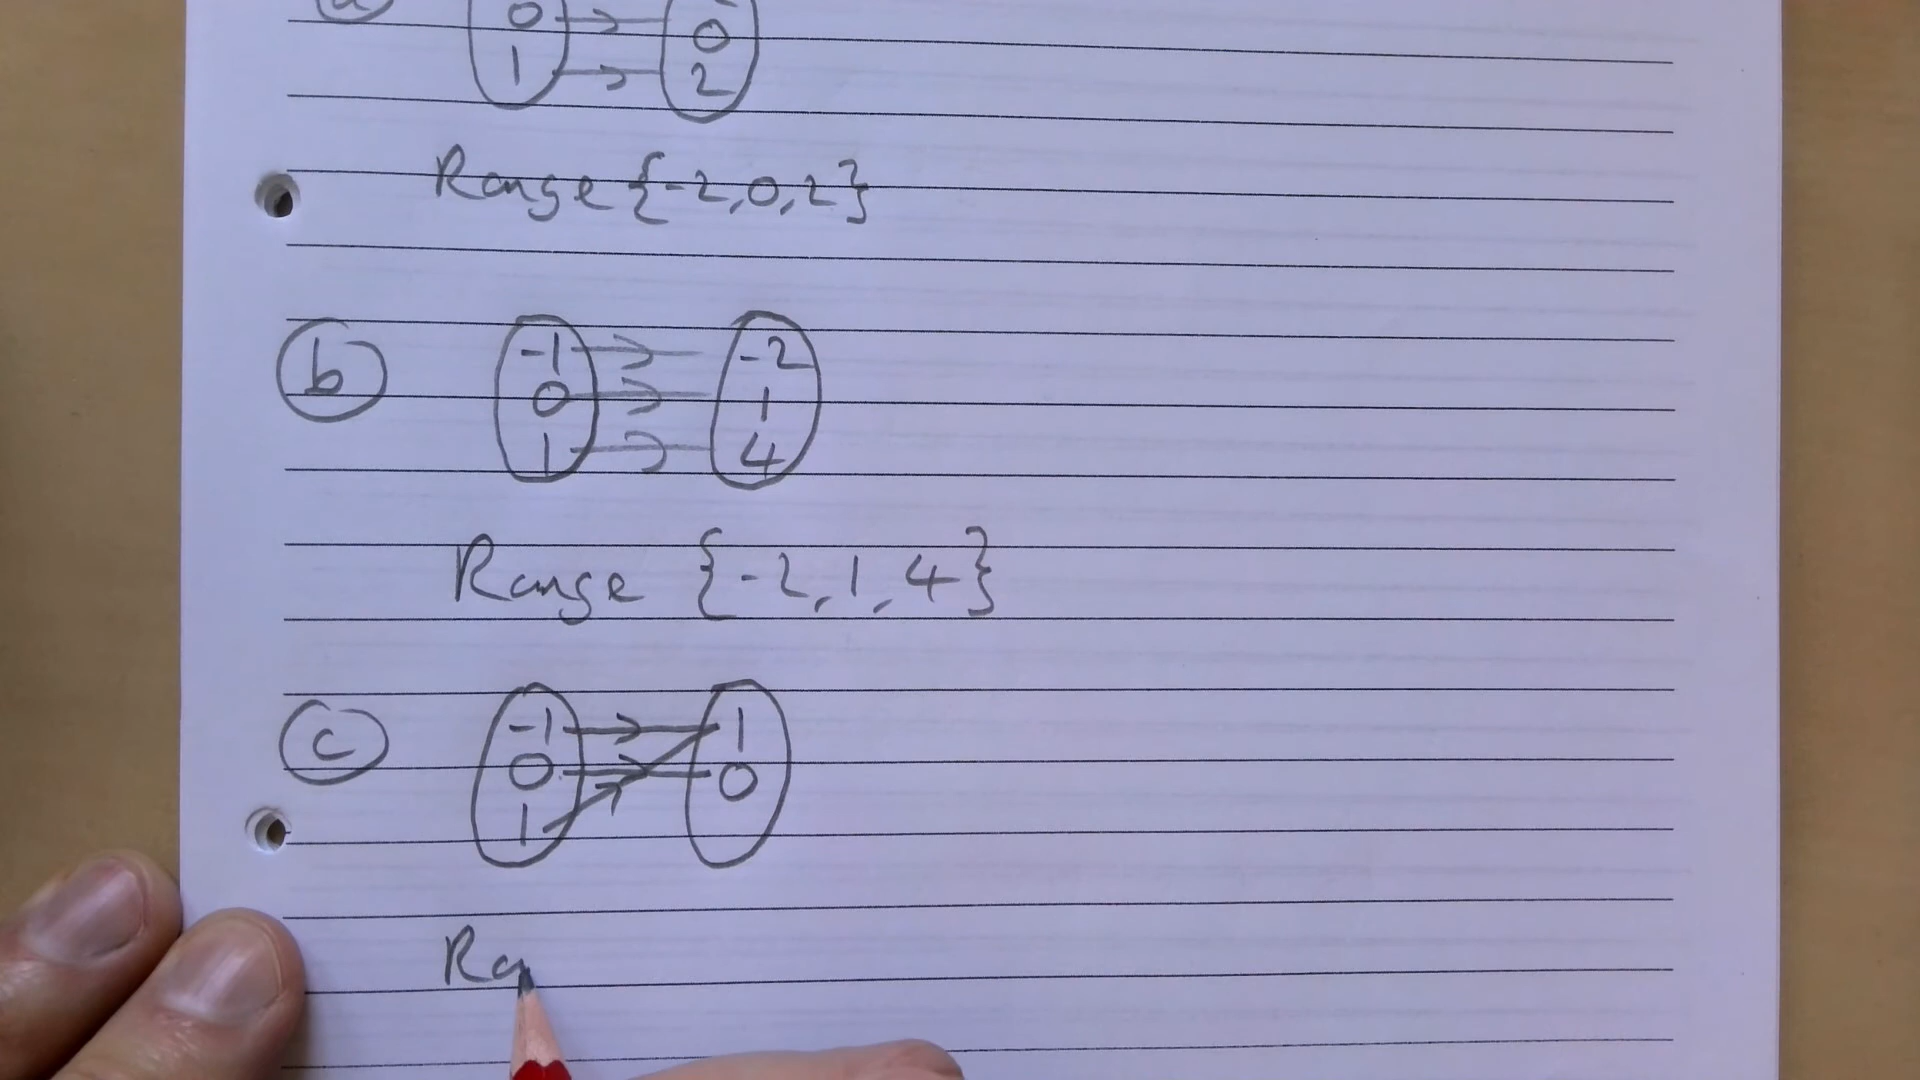 a
0 0
1 2
Range {-2,0,2}
b
-1 -2
0 1
1 4
Range {-2,1,4}
c
-1 1
0 0
1
Ra